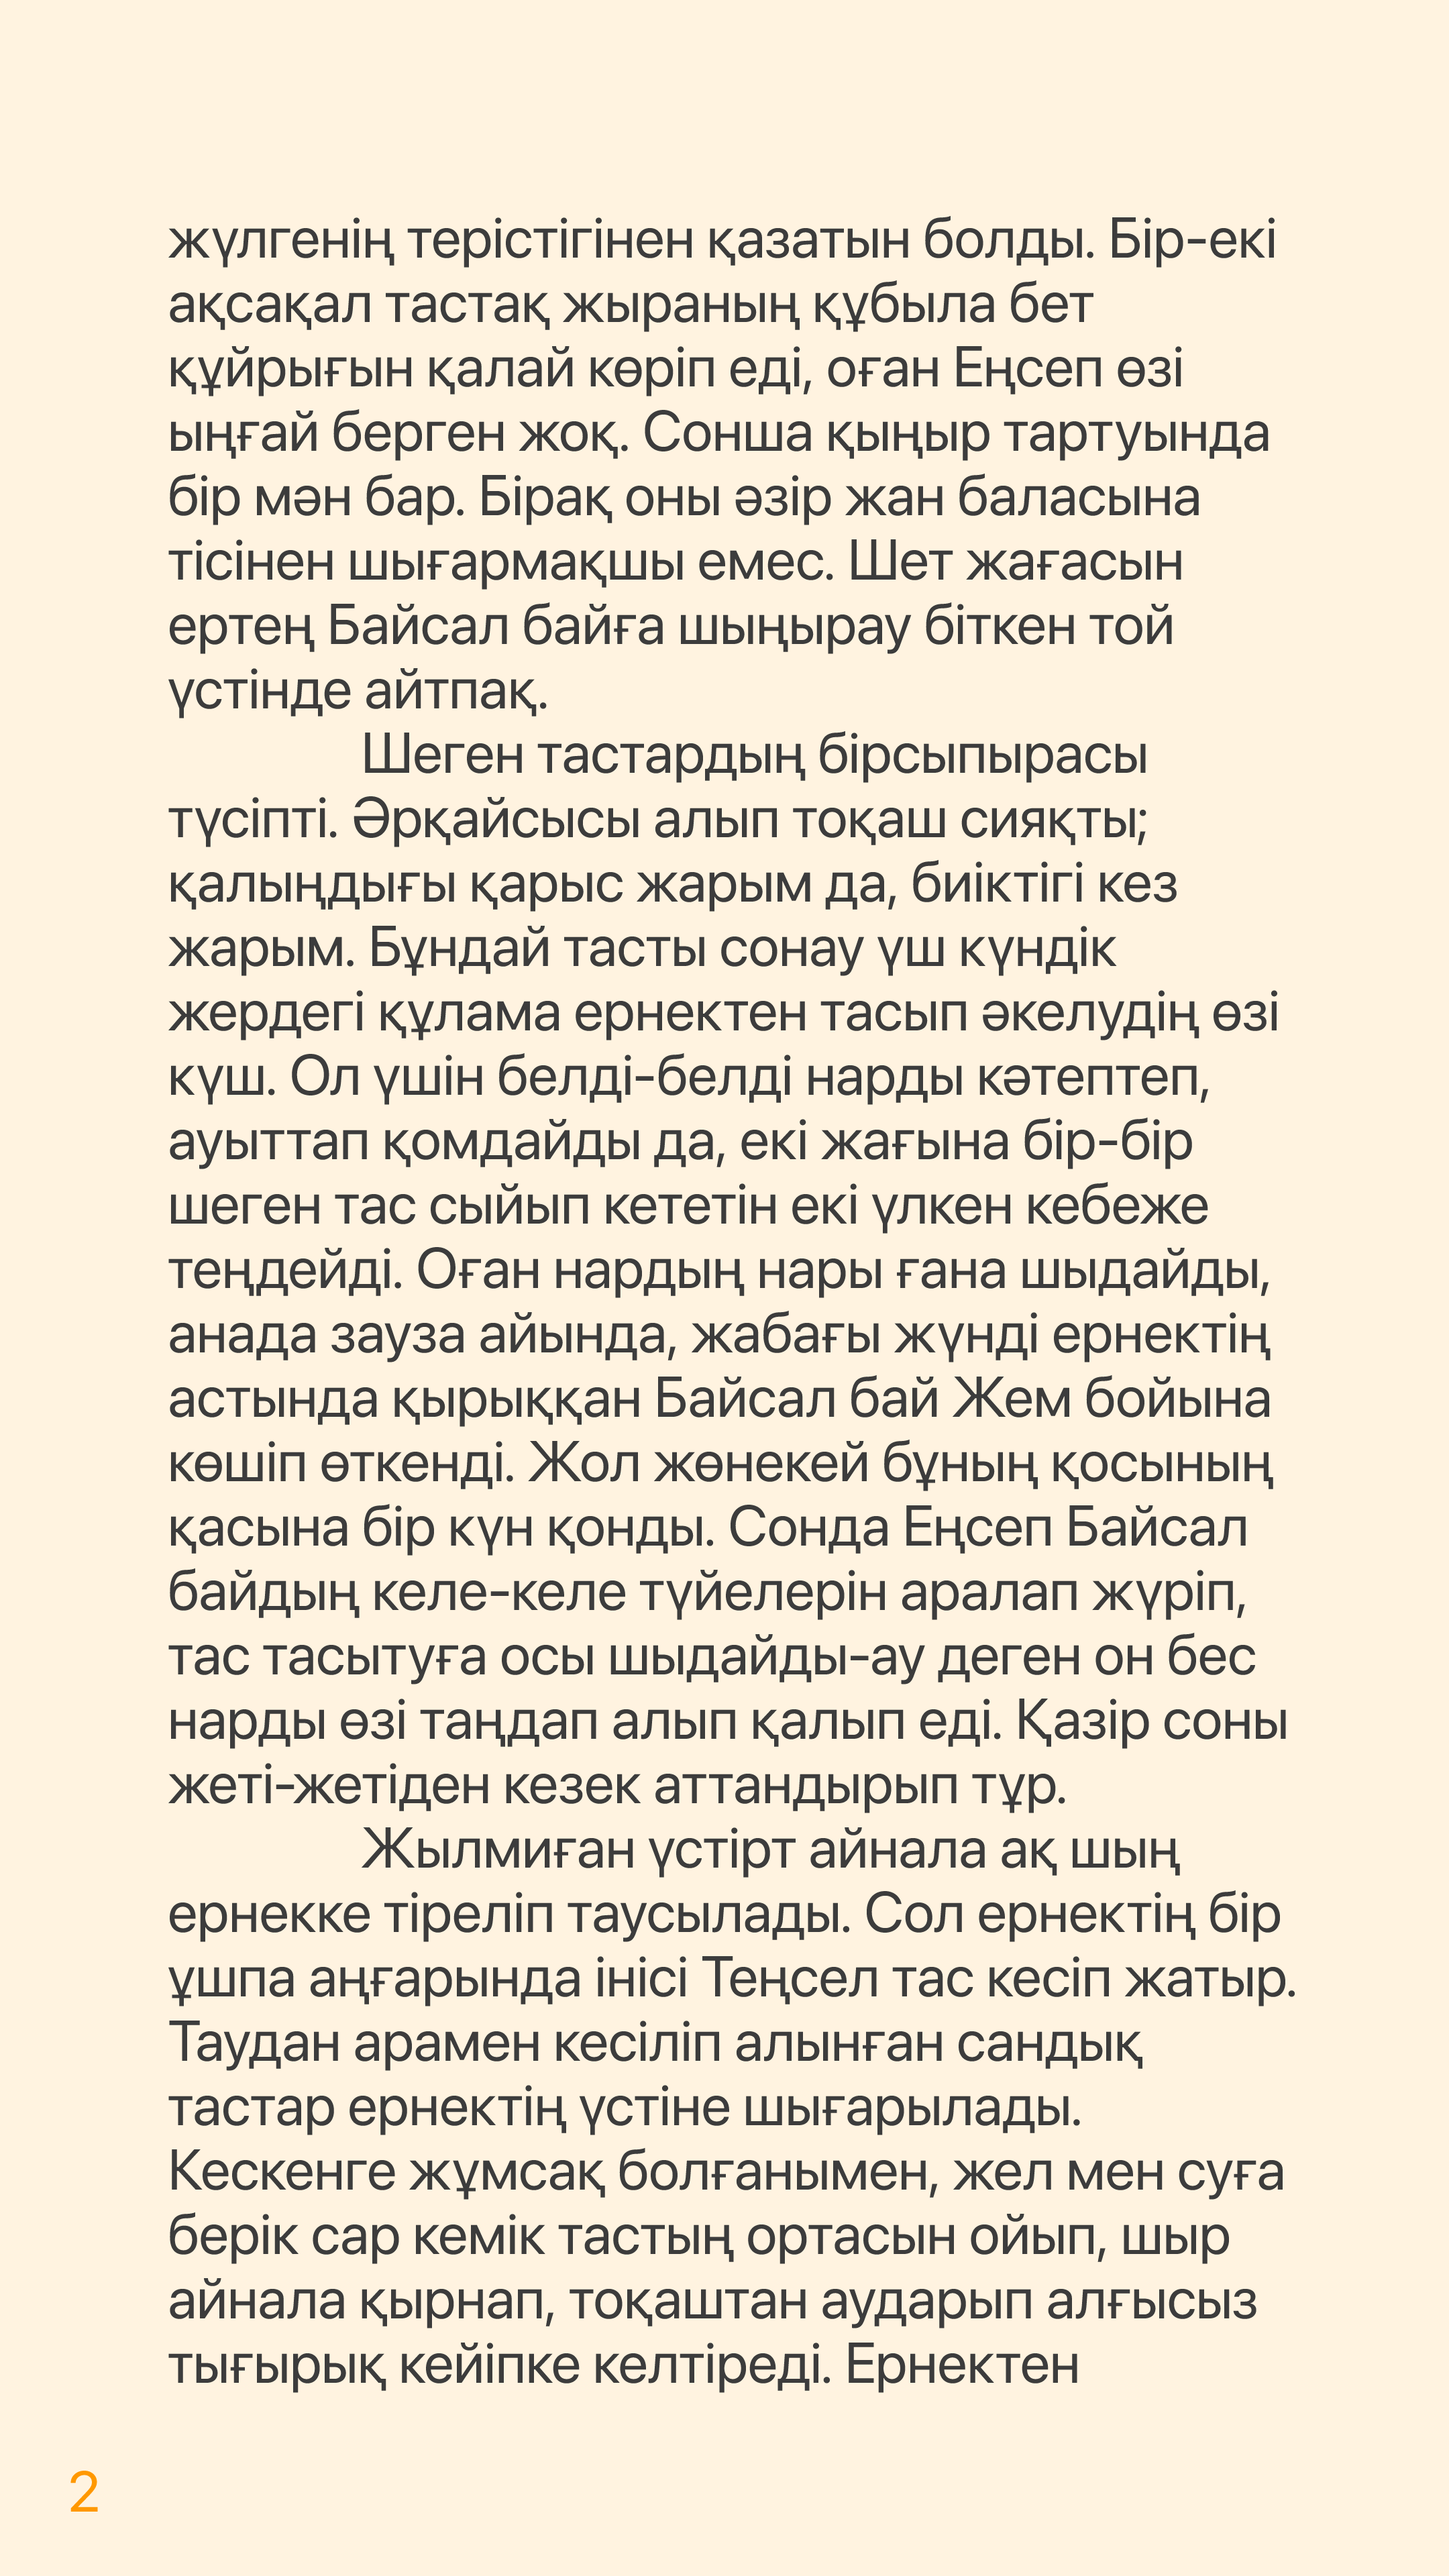 жүлгенің терістігінен қазатын болды. Бір-екі
ақсақал тастақ жыраның құбыла бет
құйрығын қалай көріп еді, оған Еңсеп өзі
ыңғай берген жоқ. Сонша қыңыр тартуында
бір мән бар. Бірақ оны әзір жан баласына
тісінен шығармақшы емес. Шет жағасын
ертең Байсал байға шыңырау біткен той
үстінде айтпақ.
Шеген тастардың бірсыпырасы
түсіпті. Әрқайсысы алып тоқаш сияқты;
қалыңдығы қарыс жарым да, биіктігі кез
жарым. Бұндай тасты сонау үш күндік
жердегі құлама ернектен тасып әкелудің өзі
күш. Ол үшін белді-белді нарды кәтептеп,
ауыттап қомдайды да, екі жағына бір-бір
шеген тас сыйып кететін екі үлкен кебеже
теңдейді. Оған нардың нары ғана шыдайды,
анада зауза айында, жабағы жүнді ернектің
астында қырыққан Байсал бай Жем бойына
көшіп өткенді. Жол жөнекей бұның қосының
қасына бір күн қонды. Сонда Еңсеп Байсал
байдың келе-келе түйелерін аралап жүріп,
тас тасытуға осы шыдайды-ау деген он бес
нарды өзі таңдап алып қалып еді. Қазір соны
жеті-жетіден кезек аттандырып тұр.
Жылмиған үстірт айнала ақ шың
ернекке тіреліп таусылады. Сол ернектің бір
ұшпа аңғарында інісі Теңсел тас кесіп жатыр.
Таудан арамен кесіліп алынған сандық
тастар ернектің үстіне шығарылады.
Кескенге жұмсақ болғанымен, жел мен суға
берік сар кемік тастың ортасын ойып, шыр
айнала қырнап, тоқаштан аударып алғысыз
тығырық кейіпке келтіреді. Ернектен
2